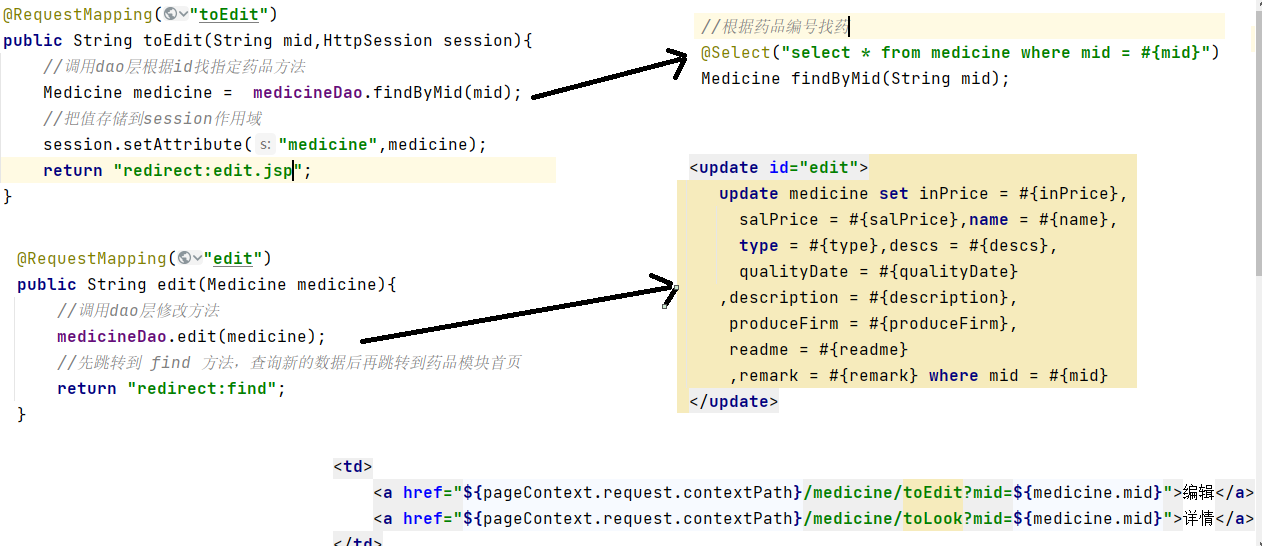 @RequestMapping("toEdit")
public String toEdit(String mid,HttpSession session){
//调用dao层根据id找指定药品方法
Medicine medicine = medicineDao.findByMid(mid);
//把值存储到session作用域
session.setAttribute( s: "medicine",medicine);
return "redirect:edit.jsp";
}
@RequestMapping("edit")
public String edit(Medicine medicine){
//调用dao层修改方法
medicineDao.edit(medicine);
//先跳转到 find 方法，查询新的数据后再跳转到药品模块首页
return "redirect:find";
}
//根据药品编号找药
@Select("select * from medicine where mid = #{mid}")
Medicine findByMid(String mid);
<update id="edit">
update medicine set inPrice = #{inPrice},
salPrice = #{salPrice},name = #{name},
type = #{type},descs = #{descs},
qualityDate = #{qualityDate}
,description = #{description},
produceFirm = #{produceFirm},
readme = #{readme}
,remark = #{remark} where mid = #{mid}
</update>
<td>
<a href="${pageContext.request.contextPath}/medicine/toEdit?mid=${medicine.mid}">编辑</a>
<a href="${pageContext.request.contextPath}/medicine/toLook?mid=${medicine.mid}">详情</a>
</td>